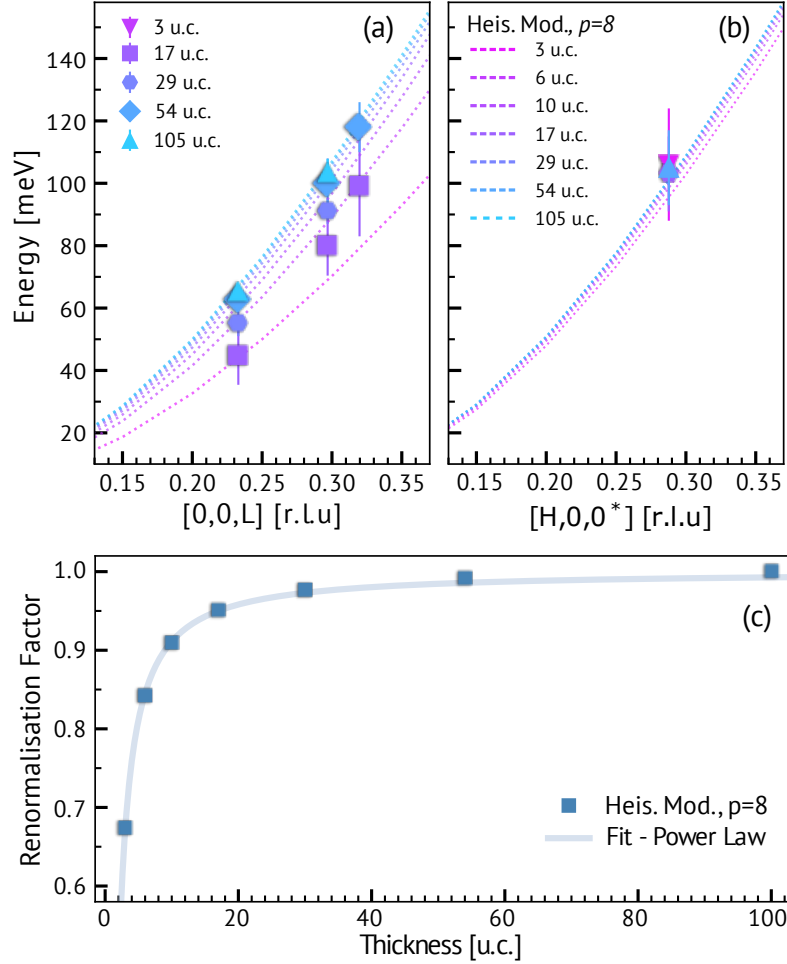 (a)
3 u.c.
17 u.c.
29 u.c.
54 u.c.
105 u.c.
(b)
Heis. Mod., p=8
3 u.c.
6 u.c.
10 u.c.
17 u.c.
29 u.c.
54 u.c.
105 u.c.
Energy [meV]
140
120
100
80
60
40
20
0.15 0.20 0.25 0.30 0.35
0.15 0.20 0.25 0.30 0.35
[0,0,L] [r.l.u]
[H,0,0*] [r.l.u]
(c)
Renormalisation Factor
1.0
0.9
0.8
0.7
0.6
Heis. Mod., p=8
Fit - Power Law
0 20 40 60 80 100
Thickness [u.c.]